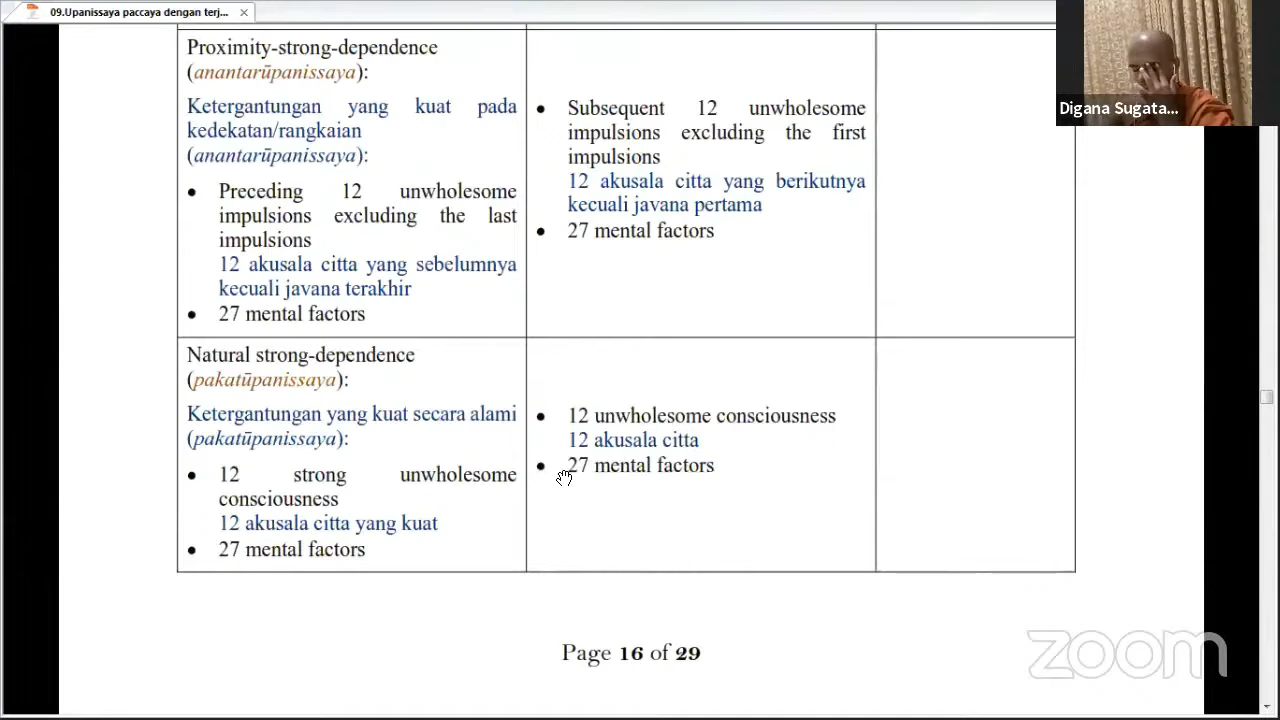 09.Upanissaya paccaya dengan terj...
Digana Sugata...
Proximity-strong-dependence
(anantarūpanissaya):
Ketergantungan yang kuat pada
kedekatan/rangkaian
(anantarūpanissaya):
• Preceding 12 unwholesome
impulsions excluding the last
impulsions
12 akusala citta yang sebelumnya
kecuali javana terakhir
• 27 mental factors
• Subsequent 12 unwholesome
impulsions excluding the first
impulsions
12 akusala citta yang berikutnya
kecuali javana pertama
• 27 mental factors
Natural strong-dependence
(pakatūpanissaya):
Ketergantungan yang kuat secara alami
(pakatūpanissaya):
• 12 strong unwholesome
consciousness
12 akusala citta yang kuat
• 27 mental factors
• 12 unwholesome consciousness
12 akusala citta
• 27 mental factors
Page 16 of 29
zoom